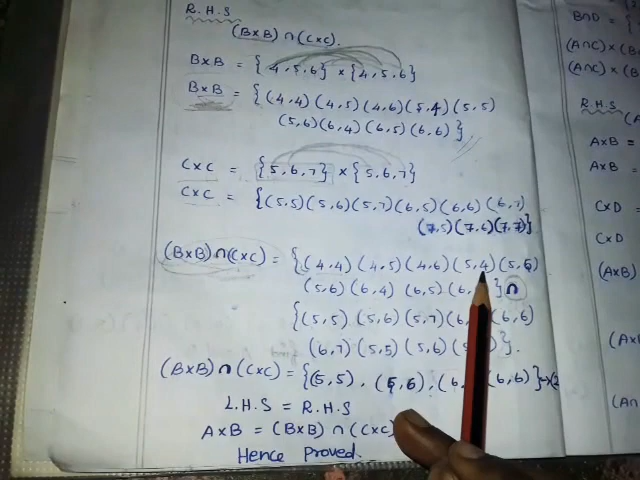 R.H.S
(B×B) ∩ (C×C).
B×B = {4,5,6} × {4,5,6}
B×B = {(4,4) (4,5) (4,6) (5,4) (5,5)
(5,6) (6,4) (6,5) (6,6)}
C×C = {5,6,7} × {5,6,7}
C×C = {(5,5) (5,6) (5,7) (6,5) (6,6) (6,7)
(7,5) (7,6) (7,7)}
(B×B) ∩ (C×C) = {(4,4) (4,5) (4,6) (5,4) (5,5)
(5,6) (6,4) (6,5) (6, } ∩
{(5,5) (5,6) (5,7) (6, (6,6)
(6,7) (5,5) (5,6) }.
(B×B) ∩ (C×C) = {(5,5), (5,6), (6, (6,6)}
L.H.S = R.H.S
A×B = (B×B) ∩ (C×C)
Hence Proved.
B∩D =
(A∩C) × (B
(A∩C) × (B
R.H.S
(A
A×B =
A×B =
C×D =
C×D
(A×B)
(A×
(A∩